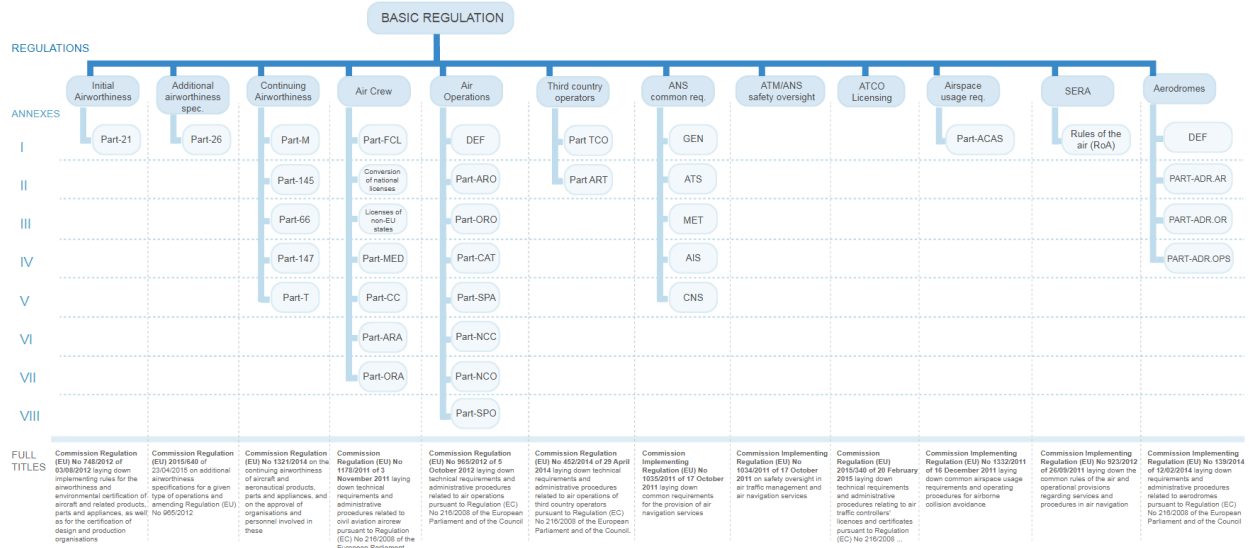 BASIC REGULATION
REGULATIONS
Initial
Airworthiness
Additional
airworthiness
spec.
Continuing
Airworthiness
Air Crew
Air
Operations
Third country
operators
ANS
common req.
ATM/ANS
safety oversight
ATCO
Licensing
Airspace
usage req.
SERA
Aerodromes
ANNEXES
I
Part-21
Part-26
Part-M
Part-FCL
DEF
Part TCO
GEN
Part-ACAS
Rules of the
air (RoA)
DEF
II
Part-145
Conversion
of national
licenses
Part-ARO
Part ART
ATS
PART-ADR.AR
III
Part-66
Licenses of
non-EU
states
Part-ORO
MET
PART-ADR.OR
IV
Part-147
Part-MED
Part-CAT
AIS
PART-ADR.OPS
V
Part-T
Part-CC
Part-SPA
CNS
VI
Part-ARA
Part-NCC
VII
Part-ORA
Part-NCO
VIII
Part-SPO
FULL
TITLES
Commission Regulation
(EU) No 748/2012 of
03/08/2012 laying down
implementing rules for the
airworthiness and
environmental certification of
aircraft and related products,
parts and appliances, as well
as for the certification of
design and production
organisations
Commission Regulation
(EU) 2015/640 of
23/04/2015 on additional
airworthiness
specifications for a given
type of operations and
amending Regulation (EU)
No 965/2012
Commission Regulation
(EU) No 1321/2014 on the
continuing airworthiness
of aircraft and
aeronautical products,
parts and appliances, and
on the approval of
organisations and
personnel involved in
these
Commission
Regulation (EU) No
1178/2011 of 3
November 2011 laying
down technical
requirements and
administrative
procedures related to
civil aviation aircrew
pursuant to Regulation
(EC) No 216/2008 of the
European Parliament
Commission Regulation
(EU) No 965/2012 of 5
October 2012 laying down
technical requirements and
administrative procedures
related to air operations
pursuant to Regulation (EC)
No 216/2008 of the European
Parliament and of the Council
Commission Regulation
(EU) No 452/2014 of 29 April
2014 laying down technical
requirements and
administrative procedures
related to air operations of
third country operators
pursuant to Regulation (EC)
No 216/2008 of the European
Parliament and of the Council.
Commission
Implementing
Regulation (EU) No
1035/2011 of 17 October
2011 laying down
common requirements
for the provision of air
navigation services
Commission Implementing
Regulation (EU) No
1034/2011 of 17 October
2011 on safety oversight in
air traffic management and
air navigation services
Commission
Regulation (EU)
2015/340 of 20 February
2015 laying down
technical requirements
and administrative
procedures relating to air
traffic controllers'
licences and certificates
pursuant to Regulation
(EC) No 216/2008 ...
Commission Implementing
Regulation (EU) No 1332/2011
of 16 December 2011 laying
down common airspace usage
requirements and operating
procedures for airborne
collision avoidance
Commission Implementing
Regulation (EU) No 923/2012
of 26/09/2011 laying down the
common rules of the air and
operational provisions
regarding services and
procedures in air navigation
Commission Regulation
(EU) No 139/2014
of 12/02/2014 laying down
requirements and
administrative procedures
related to aerodromes
pursuant to Regulation (EC)
No 216/2008 of the European
Parliament and of the Council